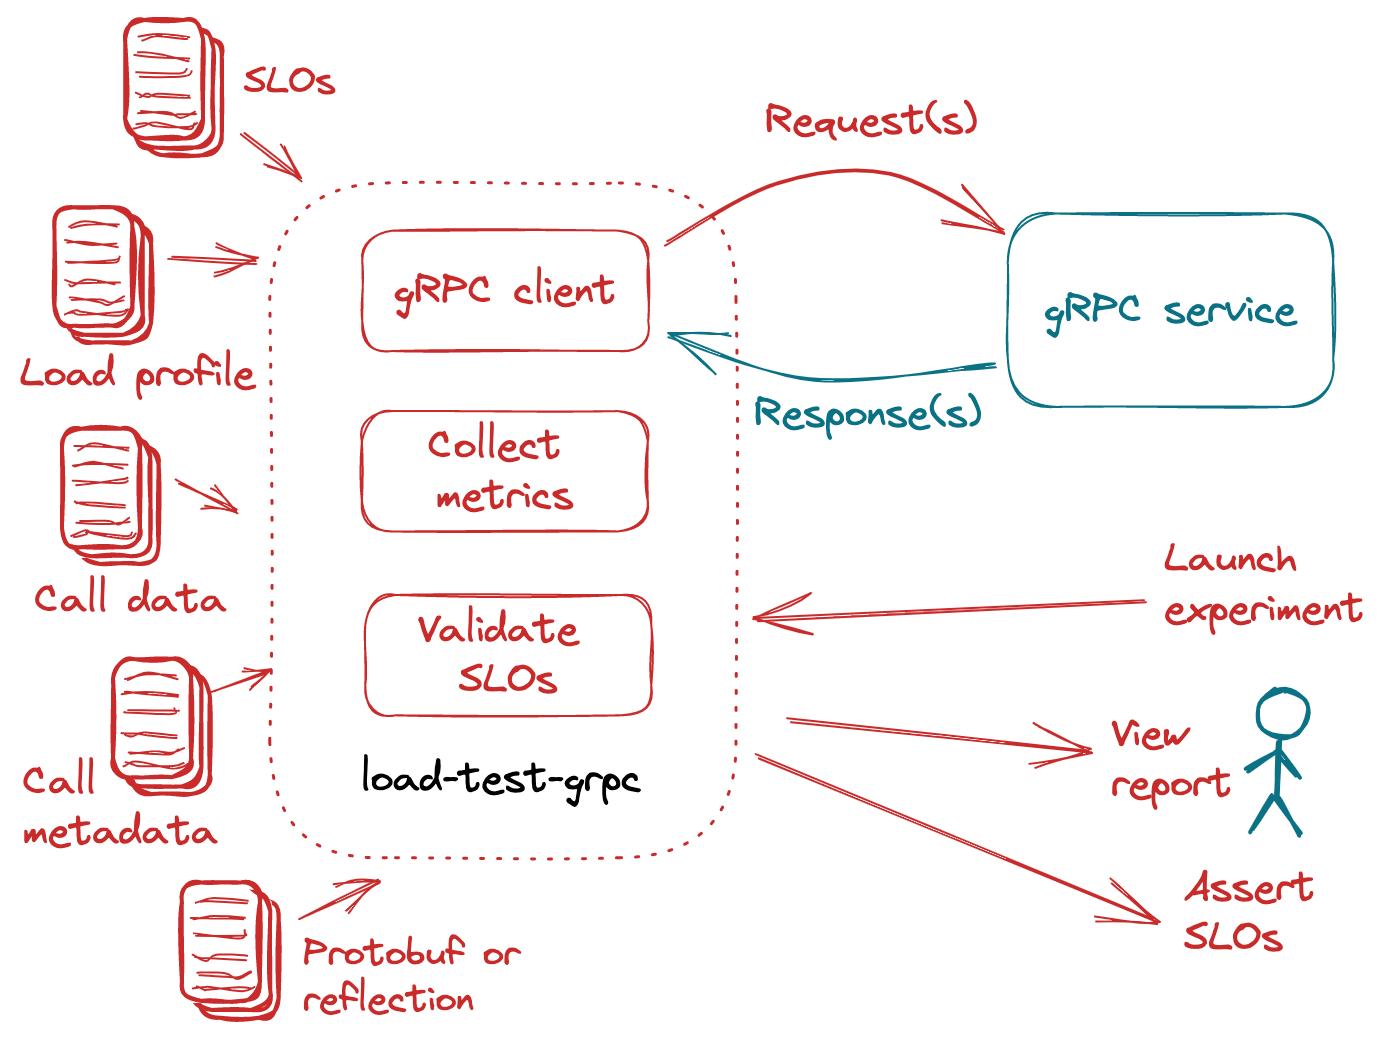 SLOs
Request(s)
gRPC client
gRPC service
Load profile
Response(s)
Collect
metrics
Call data
Launch
experiment
Validate
SLOs
Call
metadata
load-test-grpc
View
report
Assert
SLOs
Protobuf or
reflection